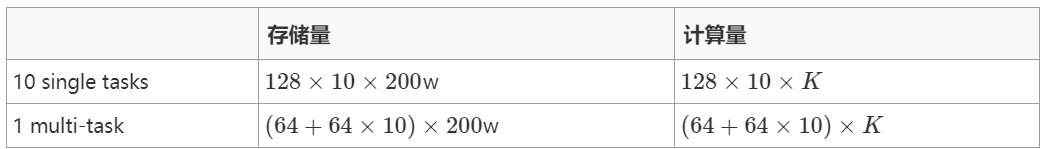 存储量 计算量
10 single tasks 128 × 10 × 200w 128 × 10 × K
1 multi-task (64 + 64 × 10) × 200w (64 + 64 × 10) × K